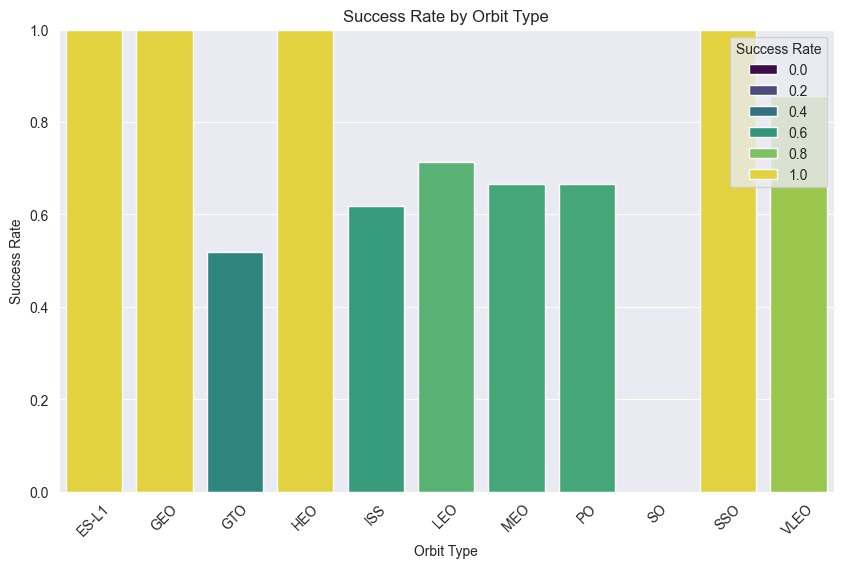 Success Rate by Orbit Type
Success Rate
0.0
0.2
0.4
0.6
0.8
1.0
1.0
0.8
0.6
0.4
0.2
0.0
Success Rate
ES-L1
GEO
GTO
HEO
ISS
LEO
MEO
PO
SO
SSO
VLEO
Orbit Type